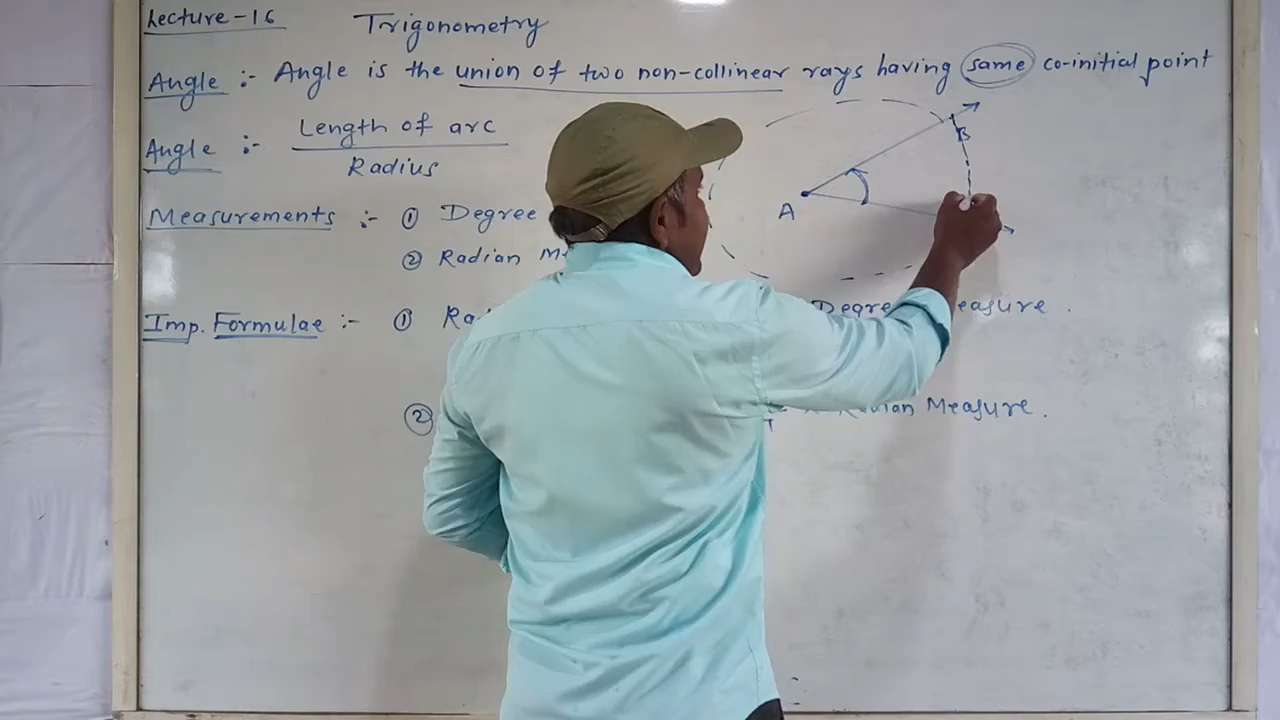 Lecture-16 Trigonometry
Angle :- Angle is the union of two non-collinear rays having same co-initial point
Angle :- Length of arc
Radius
B
A
Measurements :- ① Degree
② Radian
Imp. Formulae :- ① Degree Measure .
② Radian Measure .